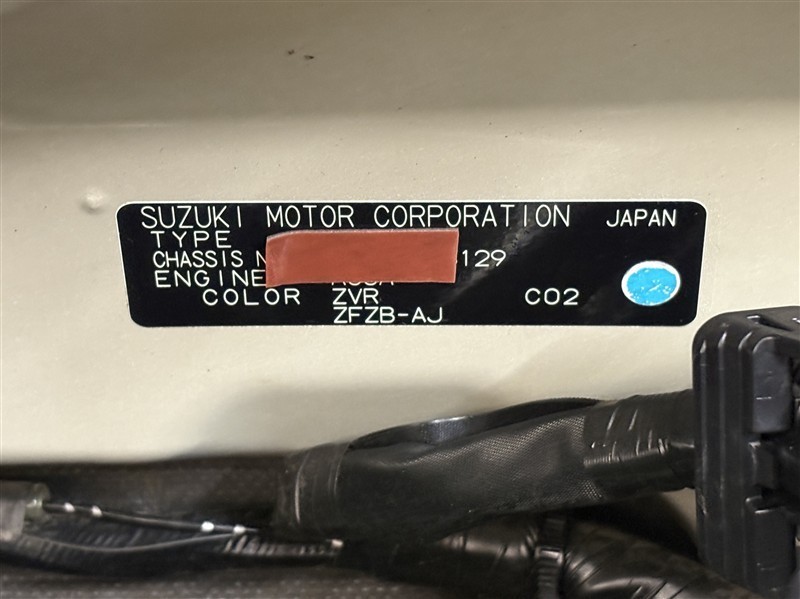 SUZUKI MOTOR CORPORATION JAPAN
TYPE
CHASSIS 129
ENGINE
COLOR ZVR C02
ZFZB-AJ